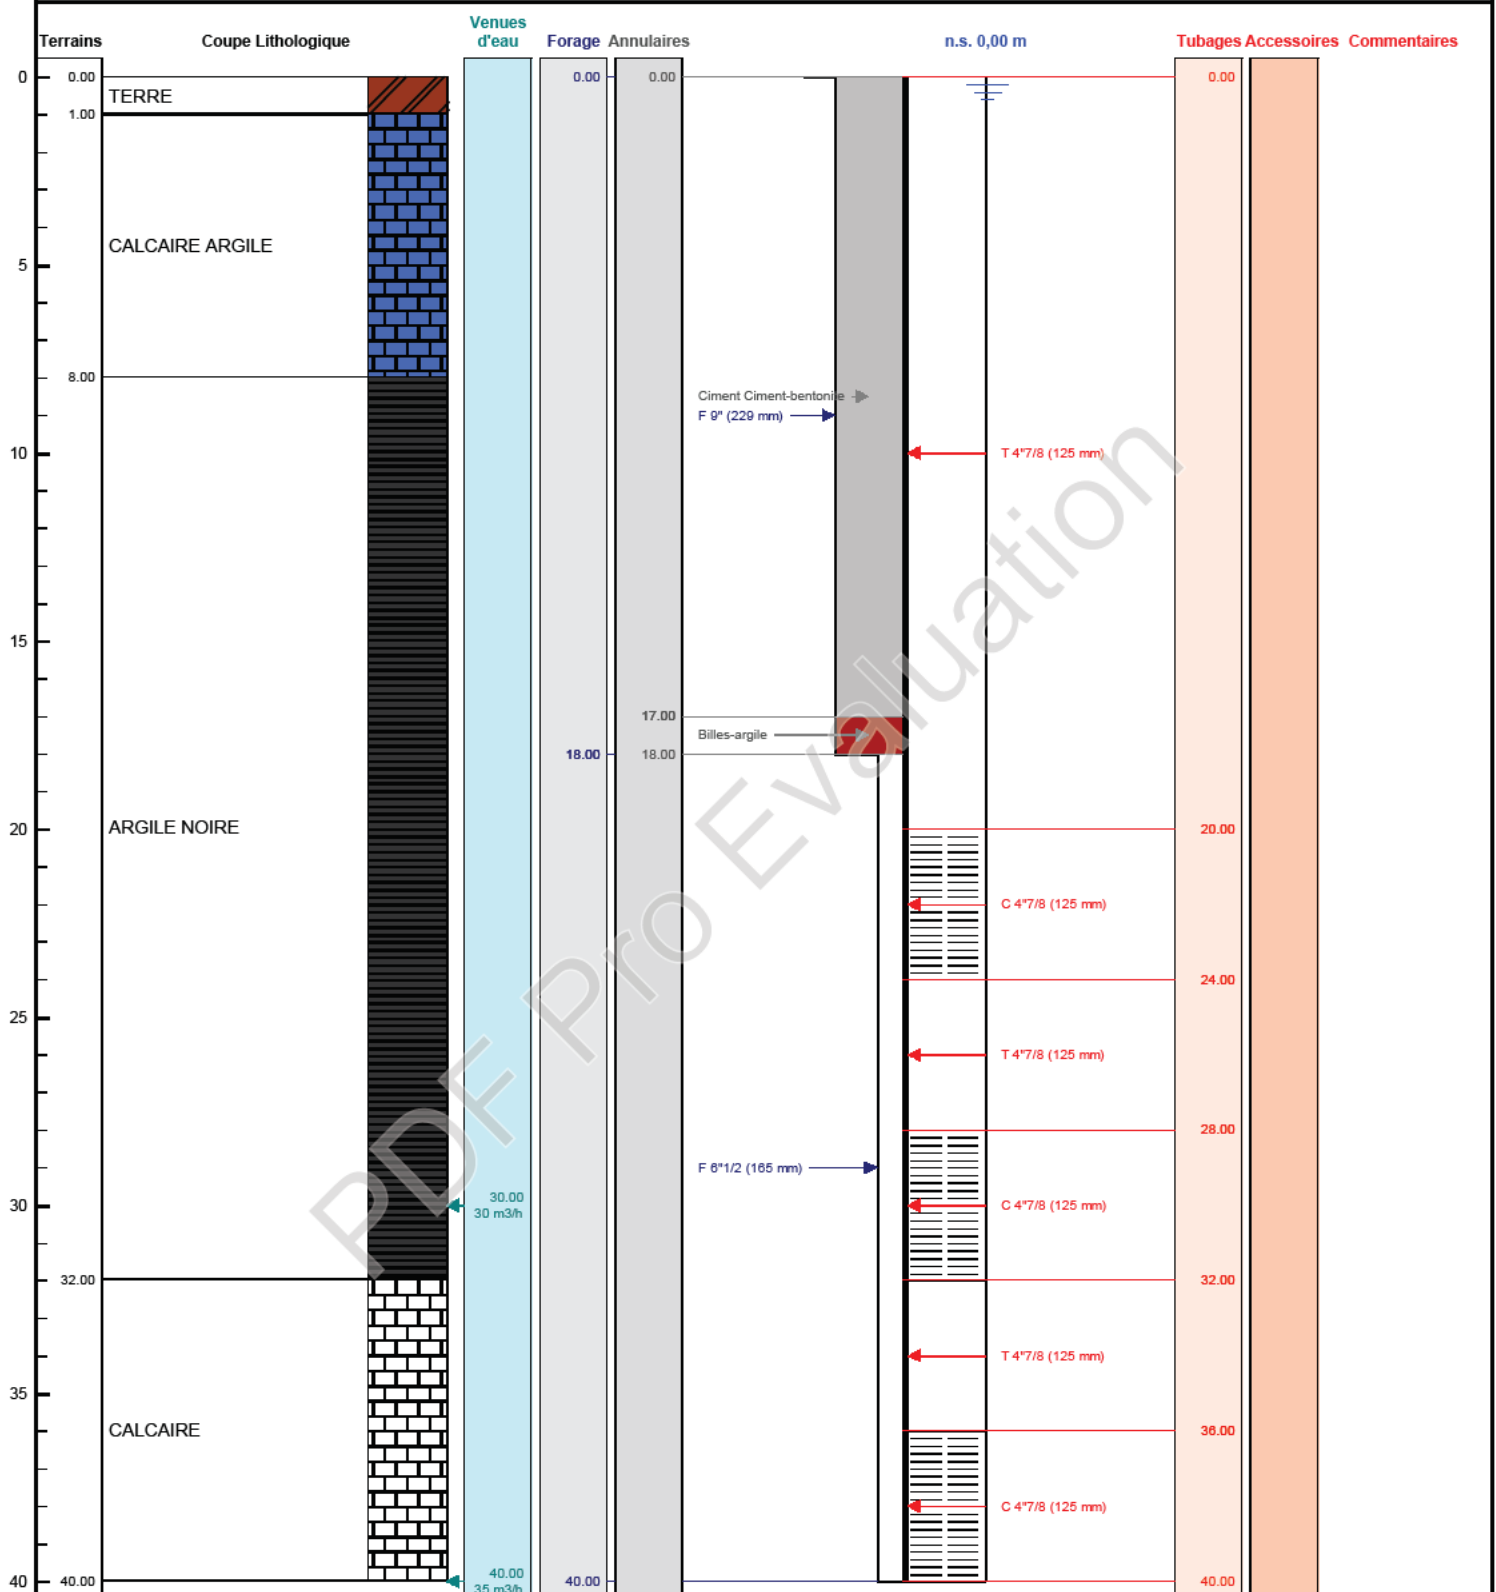 Terrains
Coupe Lithologique
Venues
d'eau
Forage
Annulaires
n.s. 0,00 m
Tubages
Accessoires
Commentaires
0
0.00
0.00
0.00
0.00
TERRE
1.00
CALCAIRE ARGILE
5
8.00
Ciment Ciment-bentonite
F 9" (229 mm)
10
T 4"7/8 (125 mm)
15
17.00
Billes-argile
18.00
18.00
ARGILE NOIRE
20
20.00
C 4"7/8 (125 mm)
24.00
25
T 4"7/8 (125 mm)
28.00
F 6"1/2 (165 mm)
30
30.00
30 m3/h
C 4"7/8 (125 mm)
32.00
32.00
T 4"7/8 (125 mm)
35
CALCAIRE
36.00
C 4"7/8 (125 mm)
40
40.00
40.00
35 m3/h
40.00
40.00
PDF Pro Evaluation